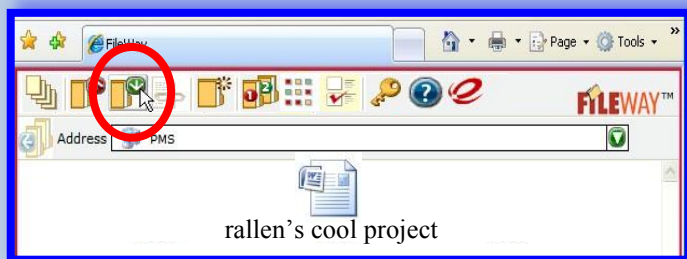 FileWay
Page
Tools
»
FILEWAY™
Address
PMS
rallen’s cool project